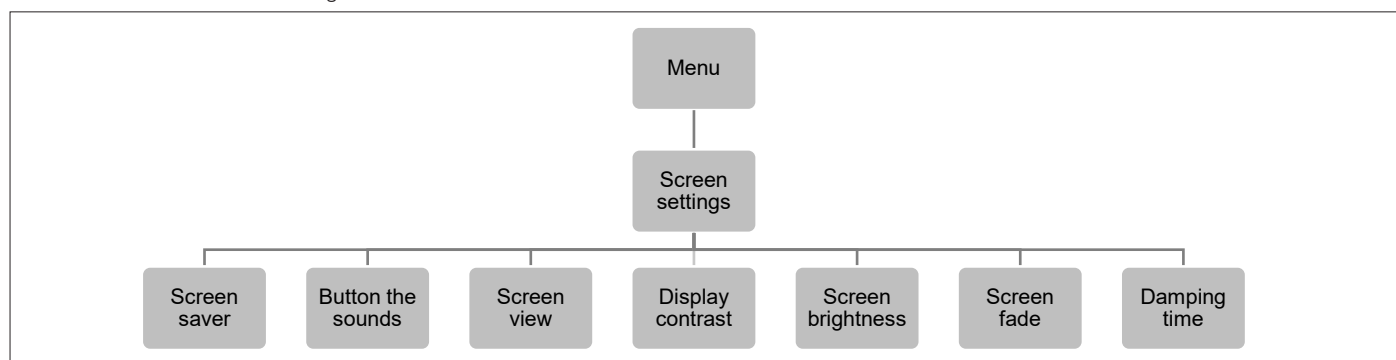 Menu
Screen
settings
Screen
saver
Button the
sounds
Screen
view
Display
contrast
Screen
brightness
Screen
fade
Damping
time